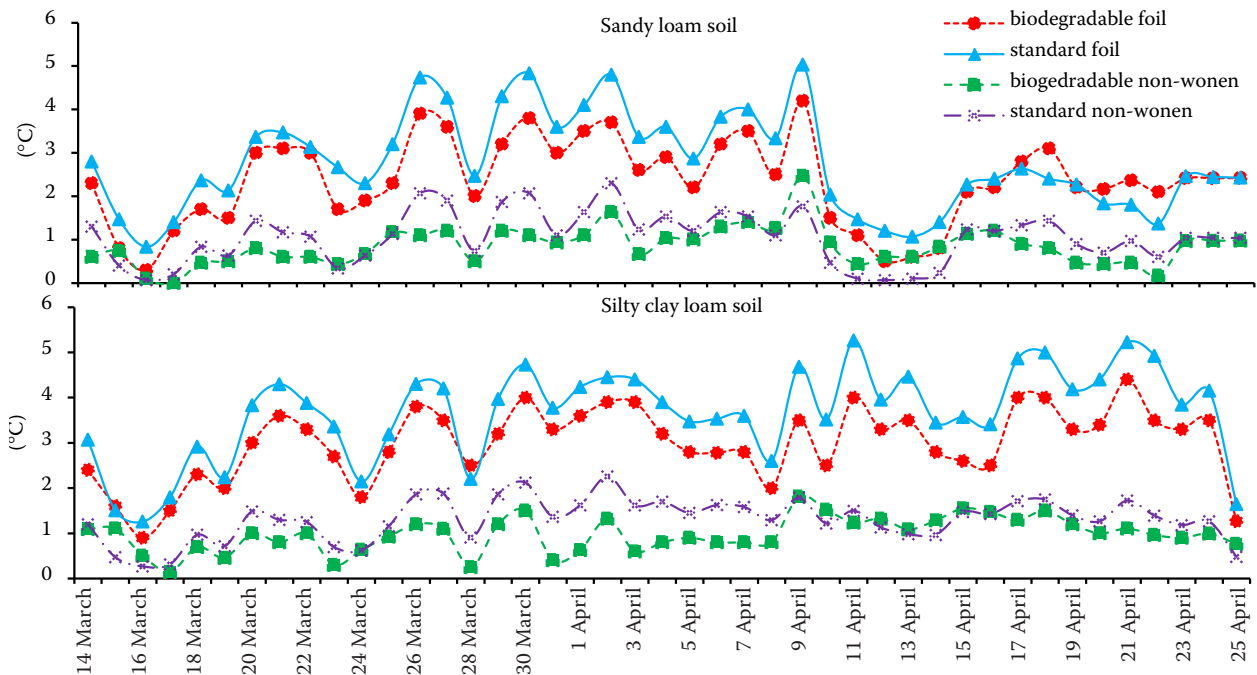 6
5
4
3
2
1
0
(°C)
Sandy loam soil
biodegradable foil
standard foil
biogedradable non-wonen
standard non-wonen
6
5
4
3
2
1
0
(°C)
Silty clay loam soil
14 March
16 March
18 March
20 March
22 March
24 March
26 March
28 March
30 March
1 April
3 April
5 April
7 April
9 April
11 April
13 April
15 April
17 April
19 April
21 April
23 April
25 April